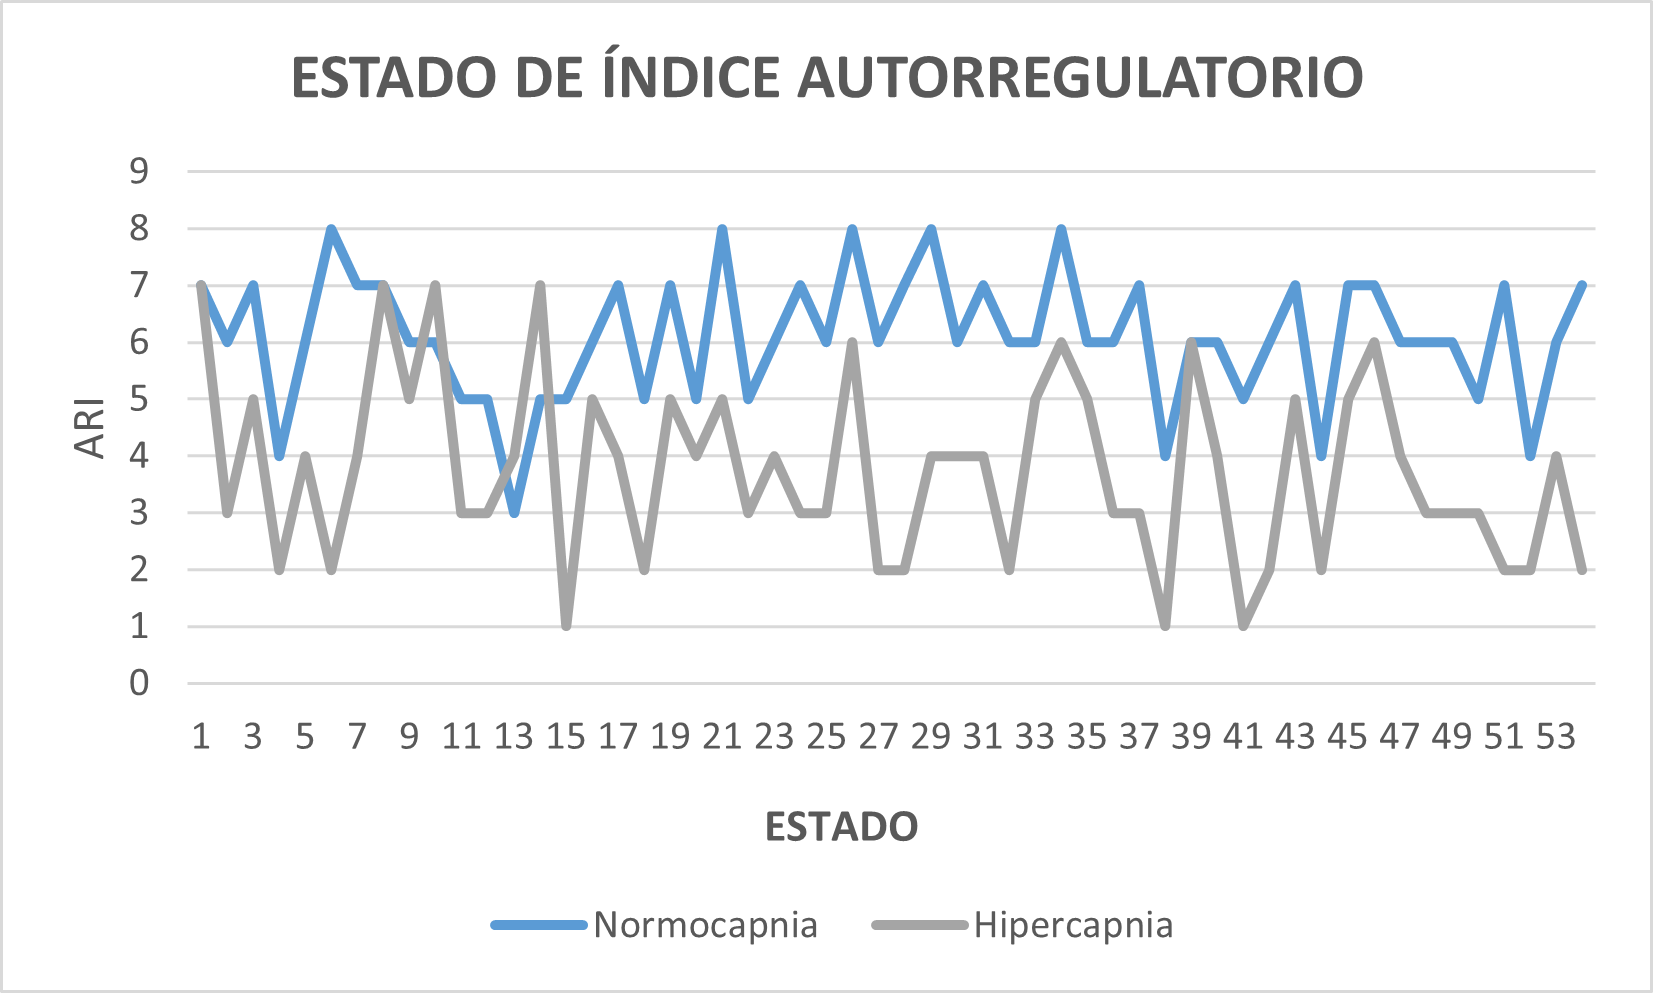 ESTADO DE ÍNDICE AUTORREGULATORIO
9
8
7
6
5
4
3
2
1
0
ARI
1 3 5 7 9 11 13 15 17 19 21 23 25 27 29 31 33 35 37 39 41 43 45 47 49 51 53
ESTADO
Normocapnia Hipercapnia